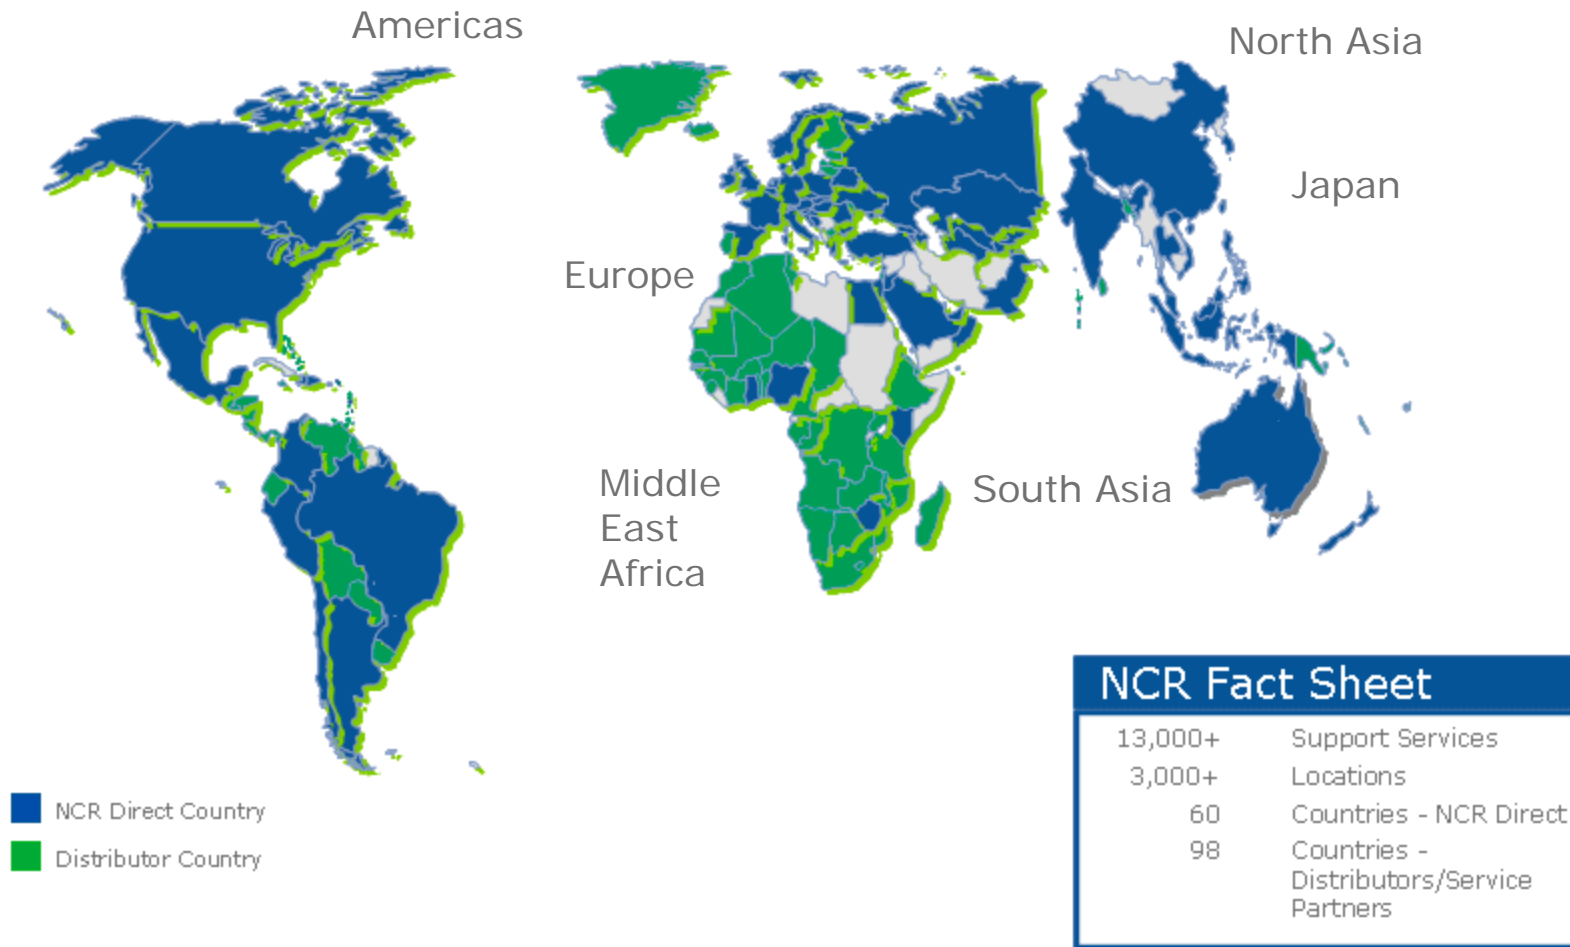 Americas
North Asia
Japan
Europe
Middle
East
Africa
South Asia
NCR Direct Country
Distributor Country
NCR Fact Sheet
13,000+ Support Services
3,000+ Locations
60 Countries - NCR Direct
98 Countries -
Distributors/Service
Partners